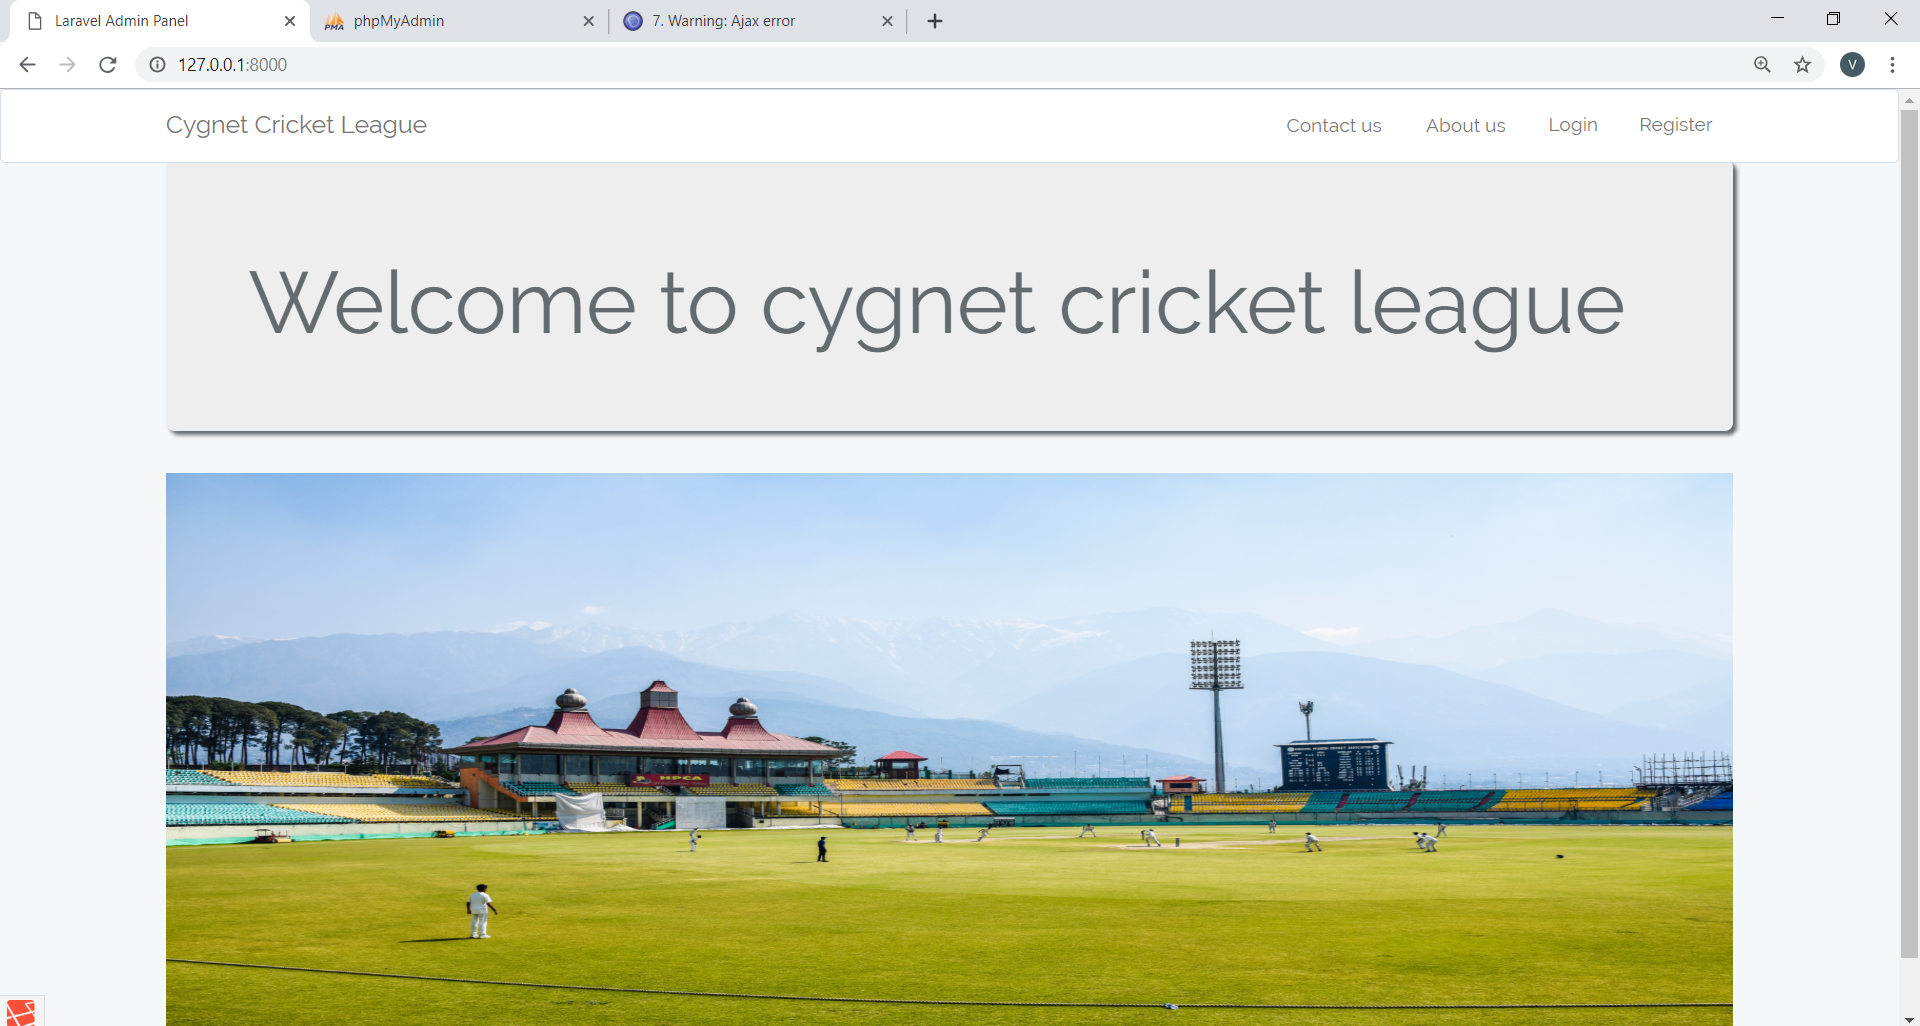 Laravel Admin Panel
phpMyAdmin
7. Warning: Ajax error
127.0.0.1:8000
V
Cygnet Cricket League
Contact us
About us
Login
Register
Welcome to cygnet cricket league
HPCA